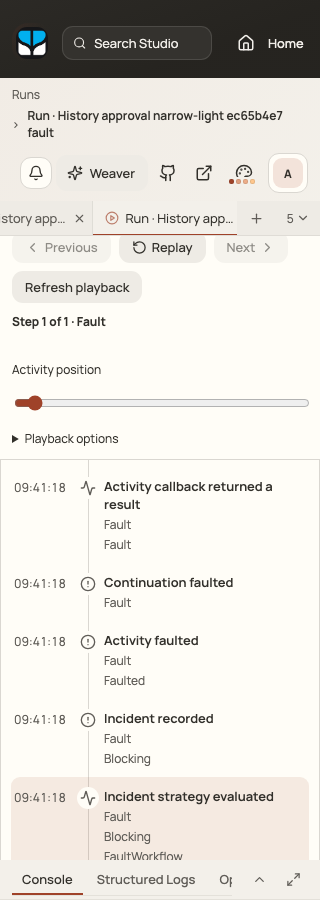 Search Studio
Home
Runs
Run · History approval narrow-light ec65b4e7
fault
Weaver
A
story app...
Run · History app...
5
Previous
Replay
Next
Refresh playback
Step 1 of 1 · Fault
Activity position
Playback options
09:41:18
Activity callback returned a
result
Fault
Fault
09:41:18
Continuation faulted
Fault
09:41:18
Activity faulted
Fault
Faulted
09:41:18
Incident recorded
Fault
Blocking
09:41:18
Incident strategy evaluated
Fault
Blocking
FaultWorkflow
Console
Structured Logs